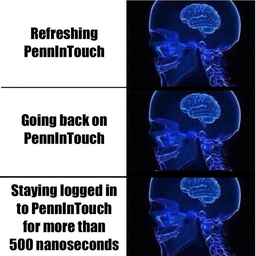 Refreshing
PennInTouch
Going back on
PennInTouch
Staying logged in
to PennInTouch
for more than
500 nanoseconds